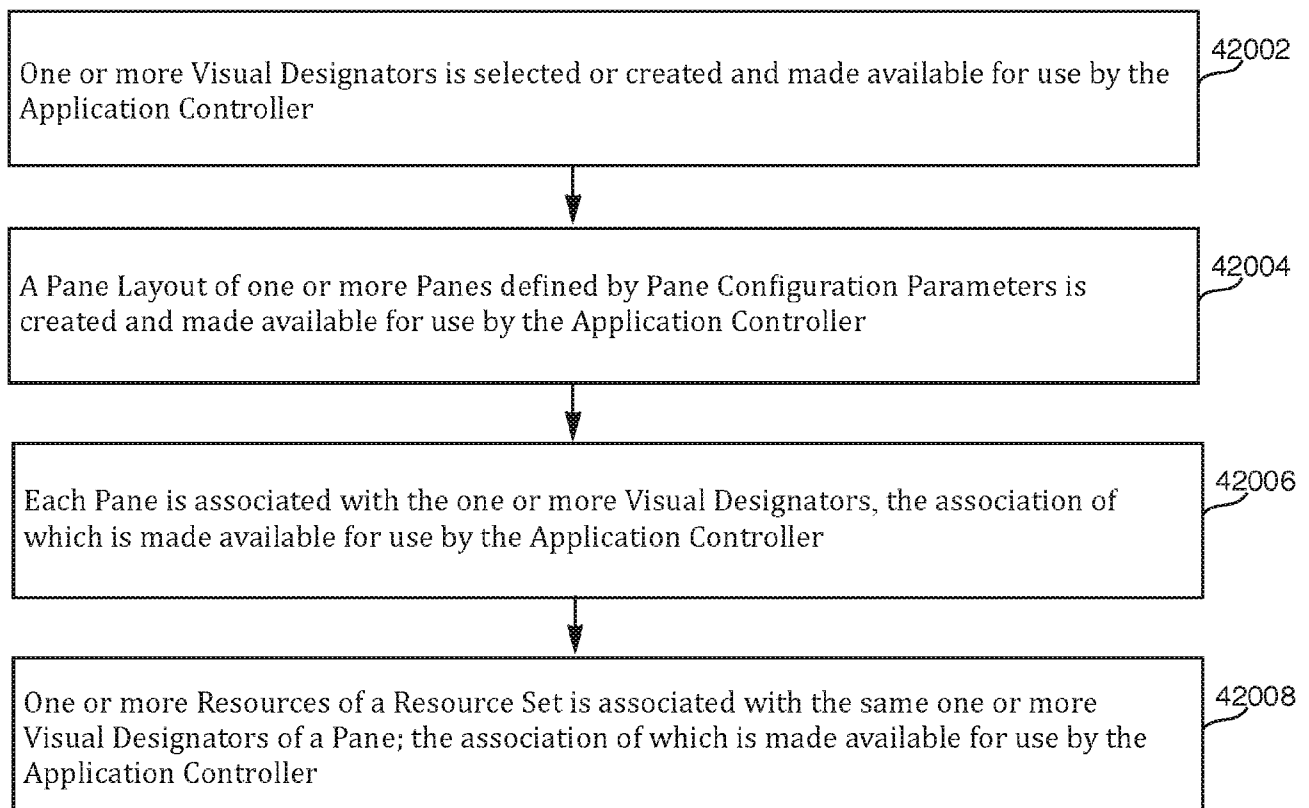 42002
One or more Visual Designators is selected or created and made available for use by the
Application Controller
42004
A Pane Layout of one or more Panes defined by Pane Configuration Parameters is
created and made available for use by the Application Controller
42006
Each Pane is associated with the one or more Visual Designators, the association of
which is made available for use by the Application Controller
42008
One or more Resources of a Resource Set is associated with the same one or more
Visual Designators of a Pane; the association of which is made available for use by the
Application Controller